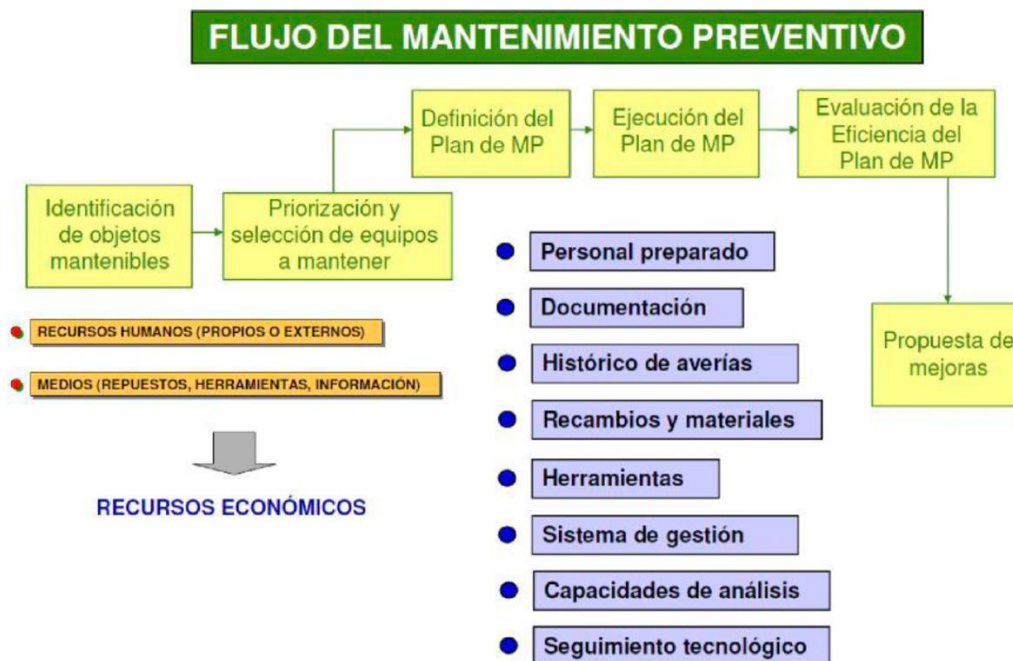 FLUJO DEL MANTENIMIENTO PREVENTIVO
Identificación
de objetos
mantenibles
Priorización y
selección de equipos
a mantener
Definición del
Plan de MP
Ejecución del
Plan de MP
Evaluación de la
Eficiencia del
Plan de MP
Propuesta de
mejoras
RECURSOS HUMANOS (PROPIOS O EXTERNOS)
MEDIOS (REPUESTOS, HERRAMIENTAS, INFORMACIÓN)
RECURSOS ECONÓMICOS
Personal preparado
Documentación
Histórico de averías
Recambios y materiales
Herramientas
Sistema de gestión
Capacidades de análisis
Seguimiento tecnológico